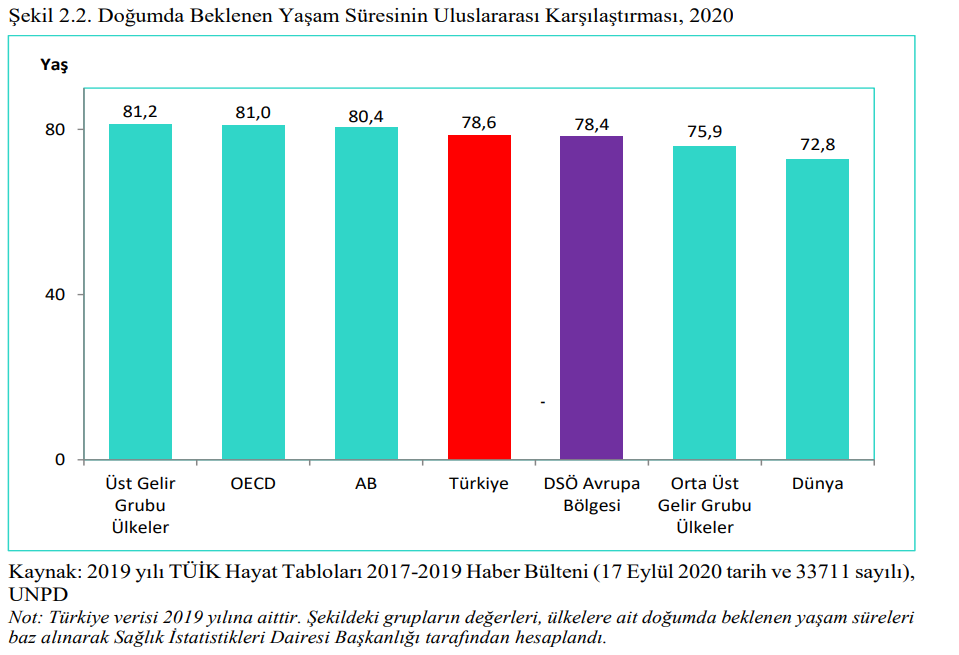 Şekil 2.2. Doğumda Beklenen Yaşam Süresinin Uluslararası Karşılaştırması, 2020
Yaş
81,2
81,0
80,4
78,6
78,4
75,9
72,8
80
40
0
-
Üst Gelir
Grubu
Ülkeler
OECD
AB
Türkiye
DSÖ Avrupa
Bölgesi
Orta Üst
Gelir Grubu
Ülkeler
Dünya
Kaynak: 2019 yılı TÜİK Hayat Tabloları 2017-2019 Haber Bülteni (17 Eylül 2020 tarih ve 33711 sayılı),
UNPD
Not: Türkiye verisi 2019 yılına aittir. Şekildeki grupların değerleri, ülkelere ait doğumda beklenen yaşam süreleri
baz alınarak Sağlık İstatistikleri Dairesi Başkanlığı tarafından hesaplandı.